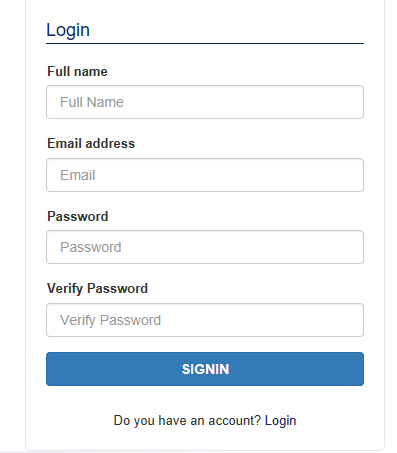 Login
Full name
Full Name
Email address
Email
Password
Password
Verify Password
Verify Password
SIGNIN
Do you have an account? Login